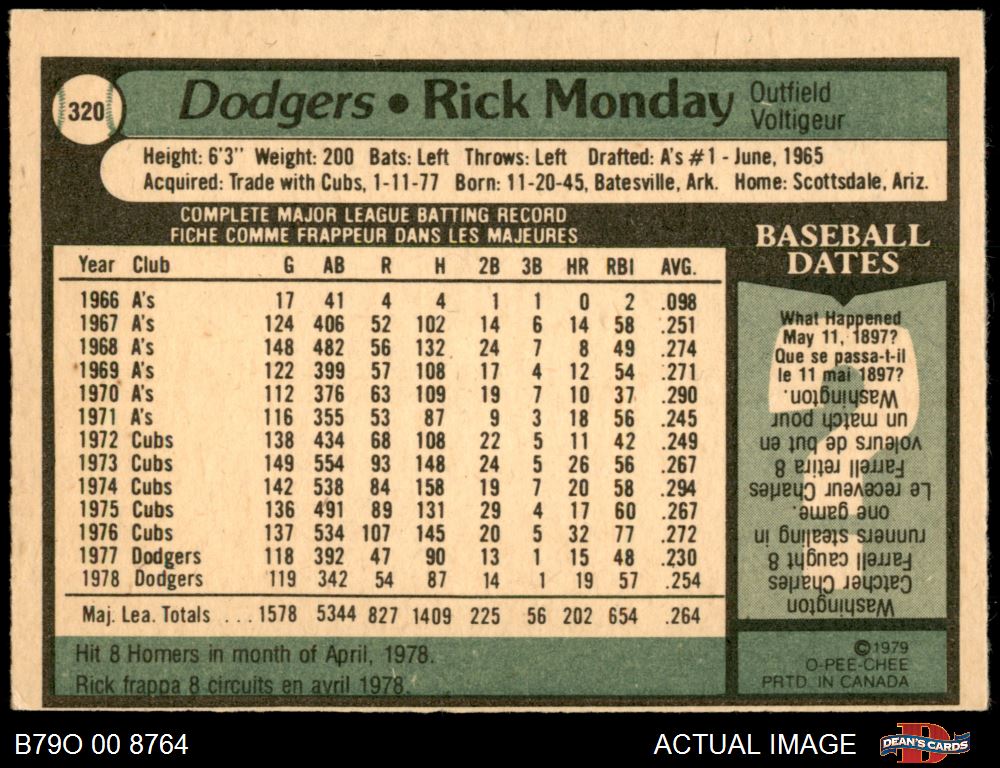 320
Dodgers • Rick Monday
Outfield
Voltigeur
Height: 6'3'' Weight: 200 Bats: Left Throws: Left Drafted: A's #1 - June, 1965
Acquired: Trade with Cubs, 1-11-77 Born: 11-20-45, Batesville, Ark. Home: Scottsdale, Ariz.
COMPLETE MAJOR LEAGUE BATTING RECORD
FICHE COMME FRAPPEUR DANS LES MAJEURES
Year Club G AB R H 2B 3B HR RBI AVG.
1966 A's 17 41 4 4 1 1 0 2 .098
1967 A's 124 406 52 102 14 6 14 58 .251
1968 A's 148 482 56 132 24 7 8 49 .274
1969 A's 122 399 57 108 17 4 12 54 .271
1970 A's 112 376 63 109 19 7 10 37 .290
1971 A's 116 355 53 87 9 3 18 56 .245
1972 Cubs 138 434 68 108 22 5 11 42 .249
1973 Cubs 149 554 93 148 24 5 26 56 .267
1974 Cubs 142 538 84 158 19 7 20 58 .294
1975 Cubs 136 491 89 131 29 4 17 60 .267
1976 Cubs 137 534 107 145 20 5 32 77 .272
1977 Dodgers 118 392 47 90 13 1 15 48 .230
1978 Dodgers 119 342 54 87 14 1 19 57 .254
Maj. Lea. Totals ... 1578 5344 827 1409 225 56 202 654 .264
Hit 8 Homers in month of April, 1978.
Rick frappa 8 circuits en avril 1978.
BASEBALL
DATES
What Happened
May 11, 1897?
Que se passa-t-il
le 11 mai 1897?
Washington
Catcher Charles
Farrell caught 8
runners stealing in
one game.
Le receveur Charles
Farrell retira 8
voleurs de but en
un match pour
Washington.
©1979
O-PEE-CHEE
PRTD. IN CANADA
B79O 00 8764
ACTUAL IMAGE
DEAN'S CARDS